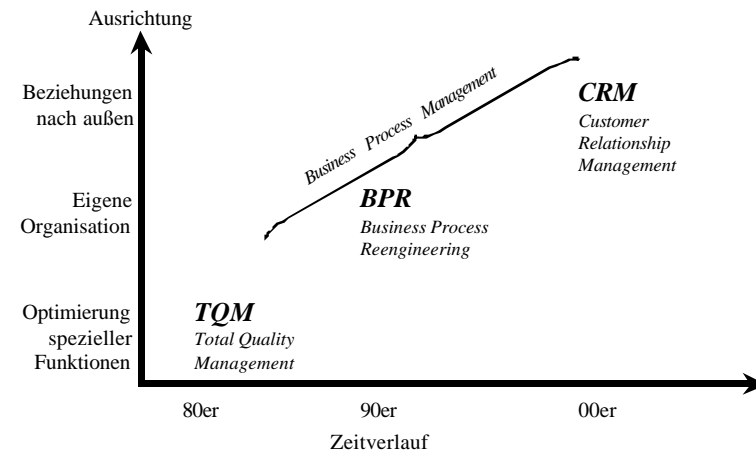 Ausrichtung
Beziehungen
nach außen
Business Process Management
CRM
Customer
Relationship
Management
Eigene
Organisation
BPR
Business Process
Reengineering
Optimierung
spezieller
Funktionen
TQM
Total Quality
Management
80er
90er
00er
Zeitverlauf